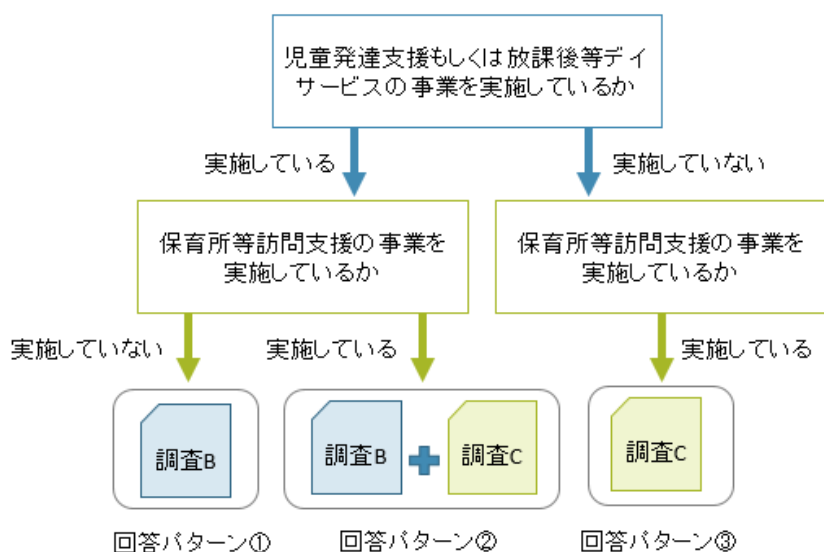 児童発達支援もしくは放課後等デイ
サービスの事業を実施しているか
実施している
実施していない
保育所等訪問支援の事業を
実施しているか
保育所等訪問支援の事業を
実施しているか
実施していない
実施している
実施している
調査B
調査B
調査C
調査C
回答パターン①
回答パターン②
回答パターン③